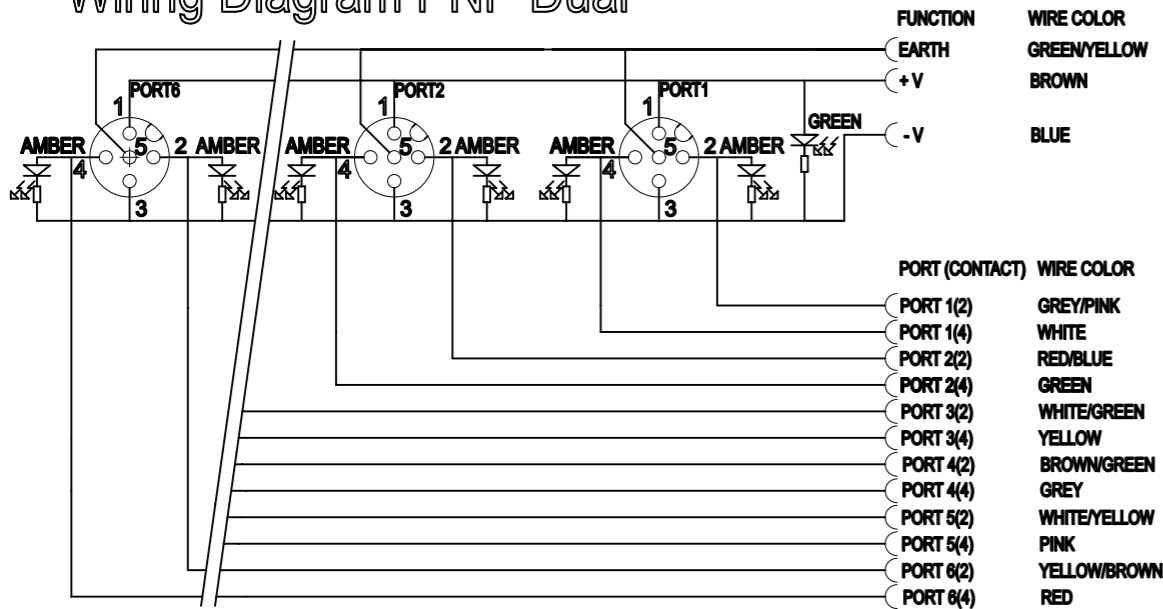 Wiring Diagram PNP Dual
FUNCTION WIRE COLOR
EARTH GREEN/YELLOW
+ V BROWN
- V BLUE
GREEN
PORT6 PORT2 PORT1
1 1 1
AMBER 5 2 AMBER AMBER 5 2 AMBER AMBER 5 2 AMBER
4 4 4
3 3 3
PORT (CONTACT) WIRE COLOR
PORT 1(2) GREY/PINK
PORT 1(4) WHITE
PORT 2(2) RED/BLUE
PORT 2(4) GREEN
PORT 3(2) WHITE/GREEN
PORT 3(4) YELLOW
PORT 4(2) BROWN/GREEN
PORT 4(4) GREY
PORT 5(2) WHITE/YELLOW
PORT 5(4) PINK
PORT 6(2) YELLOW/BROWN
PORT 6(4) RED